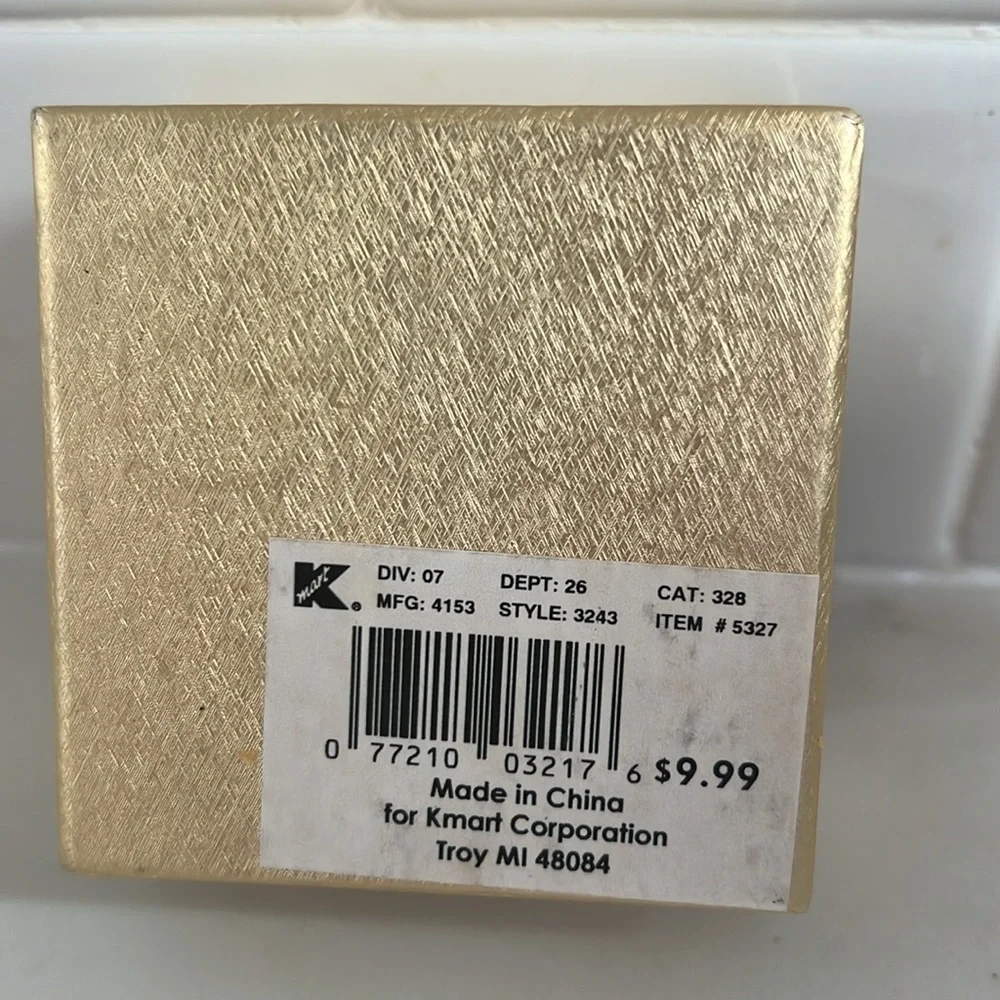 Kmart®
DIV: 07 DEPT: 26 CAT: 328
MFG: 4153 STYLE: 3243 ITEM # 5327
0 77210 03217 6 $9.99
Made in China
for Kmart Corporation
Troy MI 48084